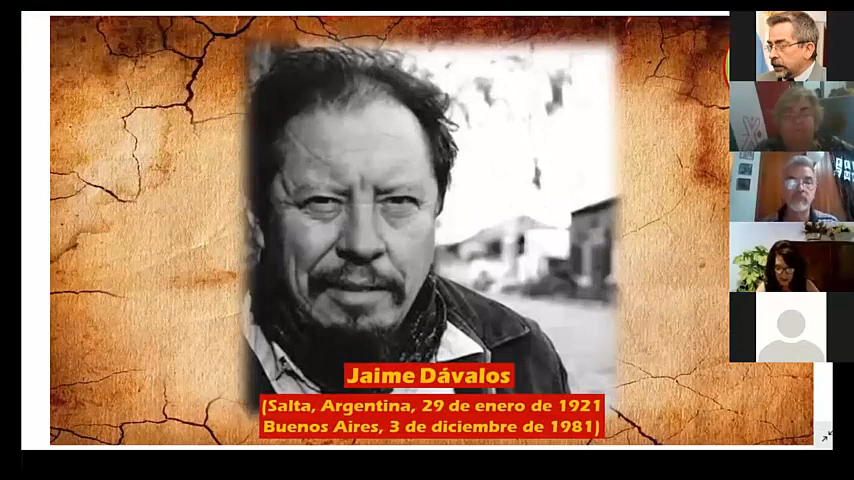 Jaime Dávalos
(Salta, Argentina, 29 de enero de 1921
Buenos Aires, 3 de diciembre de 1981)